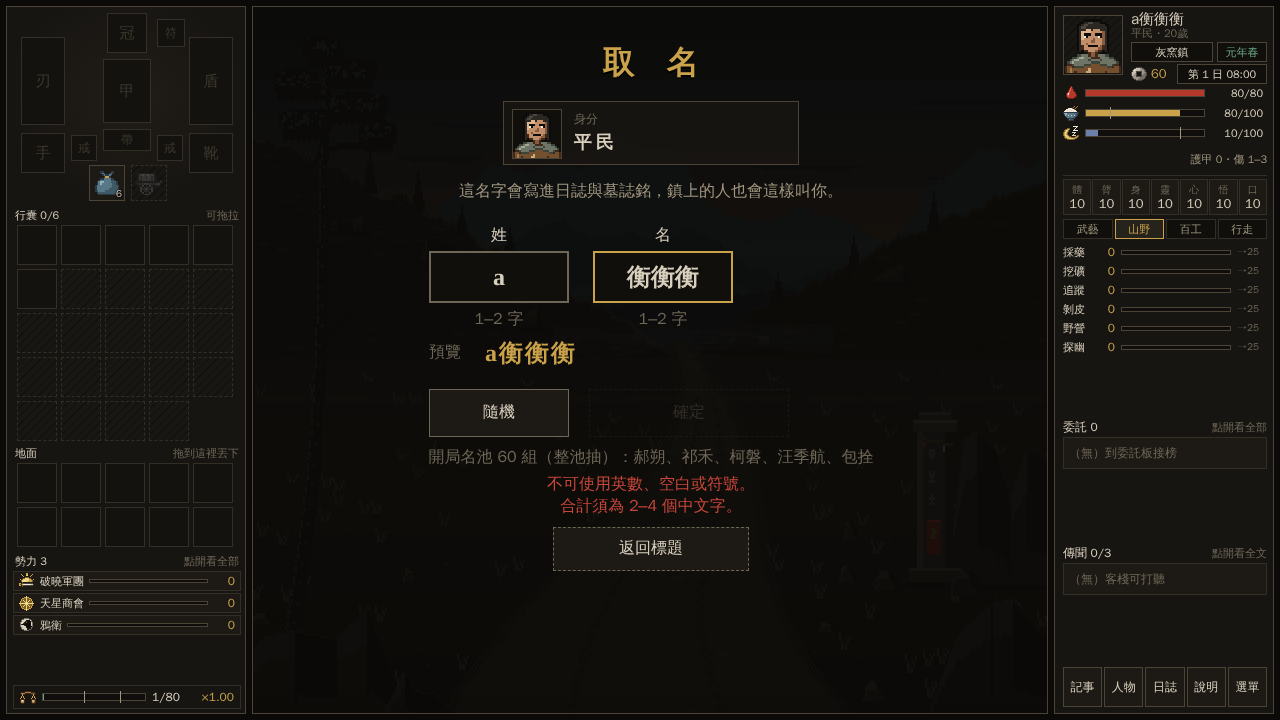 冠
符
刃
甲
盾
手
戒
帶
戒
靴
6
行囊 0/6
可拖拉
地面
拖到這裡丟下
勢力 3
點開看全部
破曉軍團
0
天星商會
0
鴉衛
0
1/80
×1.00
取 名
身分
平民
這名字會寫進日誌與墓誌銘，鎮上的人也會這樣叫你。
姓
名
a
衡衡衡
1–2 字
1–2 字
預覽
a衡衡衡
隨機
確定
開局名池 60 組（整池抽）：郝朔、祁禾、柯磐、汪季航、包拴
不可使用英數、空白或符號。
合計須為 2–4 個中文字。
返回標題
a衡衡衡
平民・20歲
灰窯鎮
元年春
60
第 1 日 08:00
80/80
80/100
10/100
護甲 0・傷 1–3
體
臂
身
靈
心
悟
口
10
10
10
10
10
10
10
武藝
山野
百工
行走
採藥
0
→25
挖礦
0
→25
追蹤
0
→25
剝皮
0
→25
野營
0
→25
探幽
0
→25
委託 0
點開看全部
（無）到委託板接榜
傳聞 0/3
點開看全文
（無）客棧可打聽
記事
人物
日誌
說明
選單